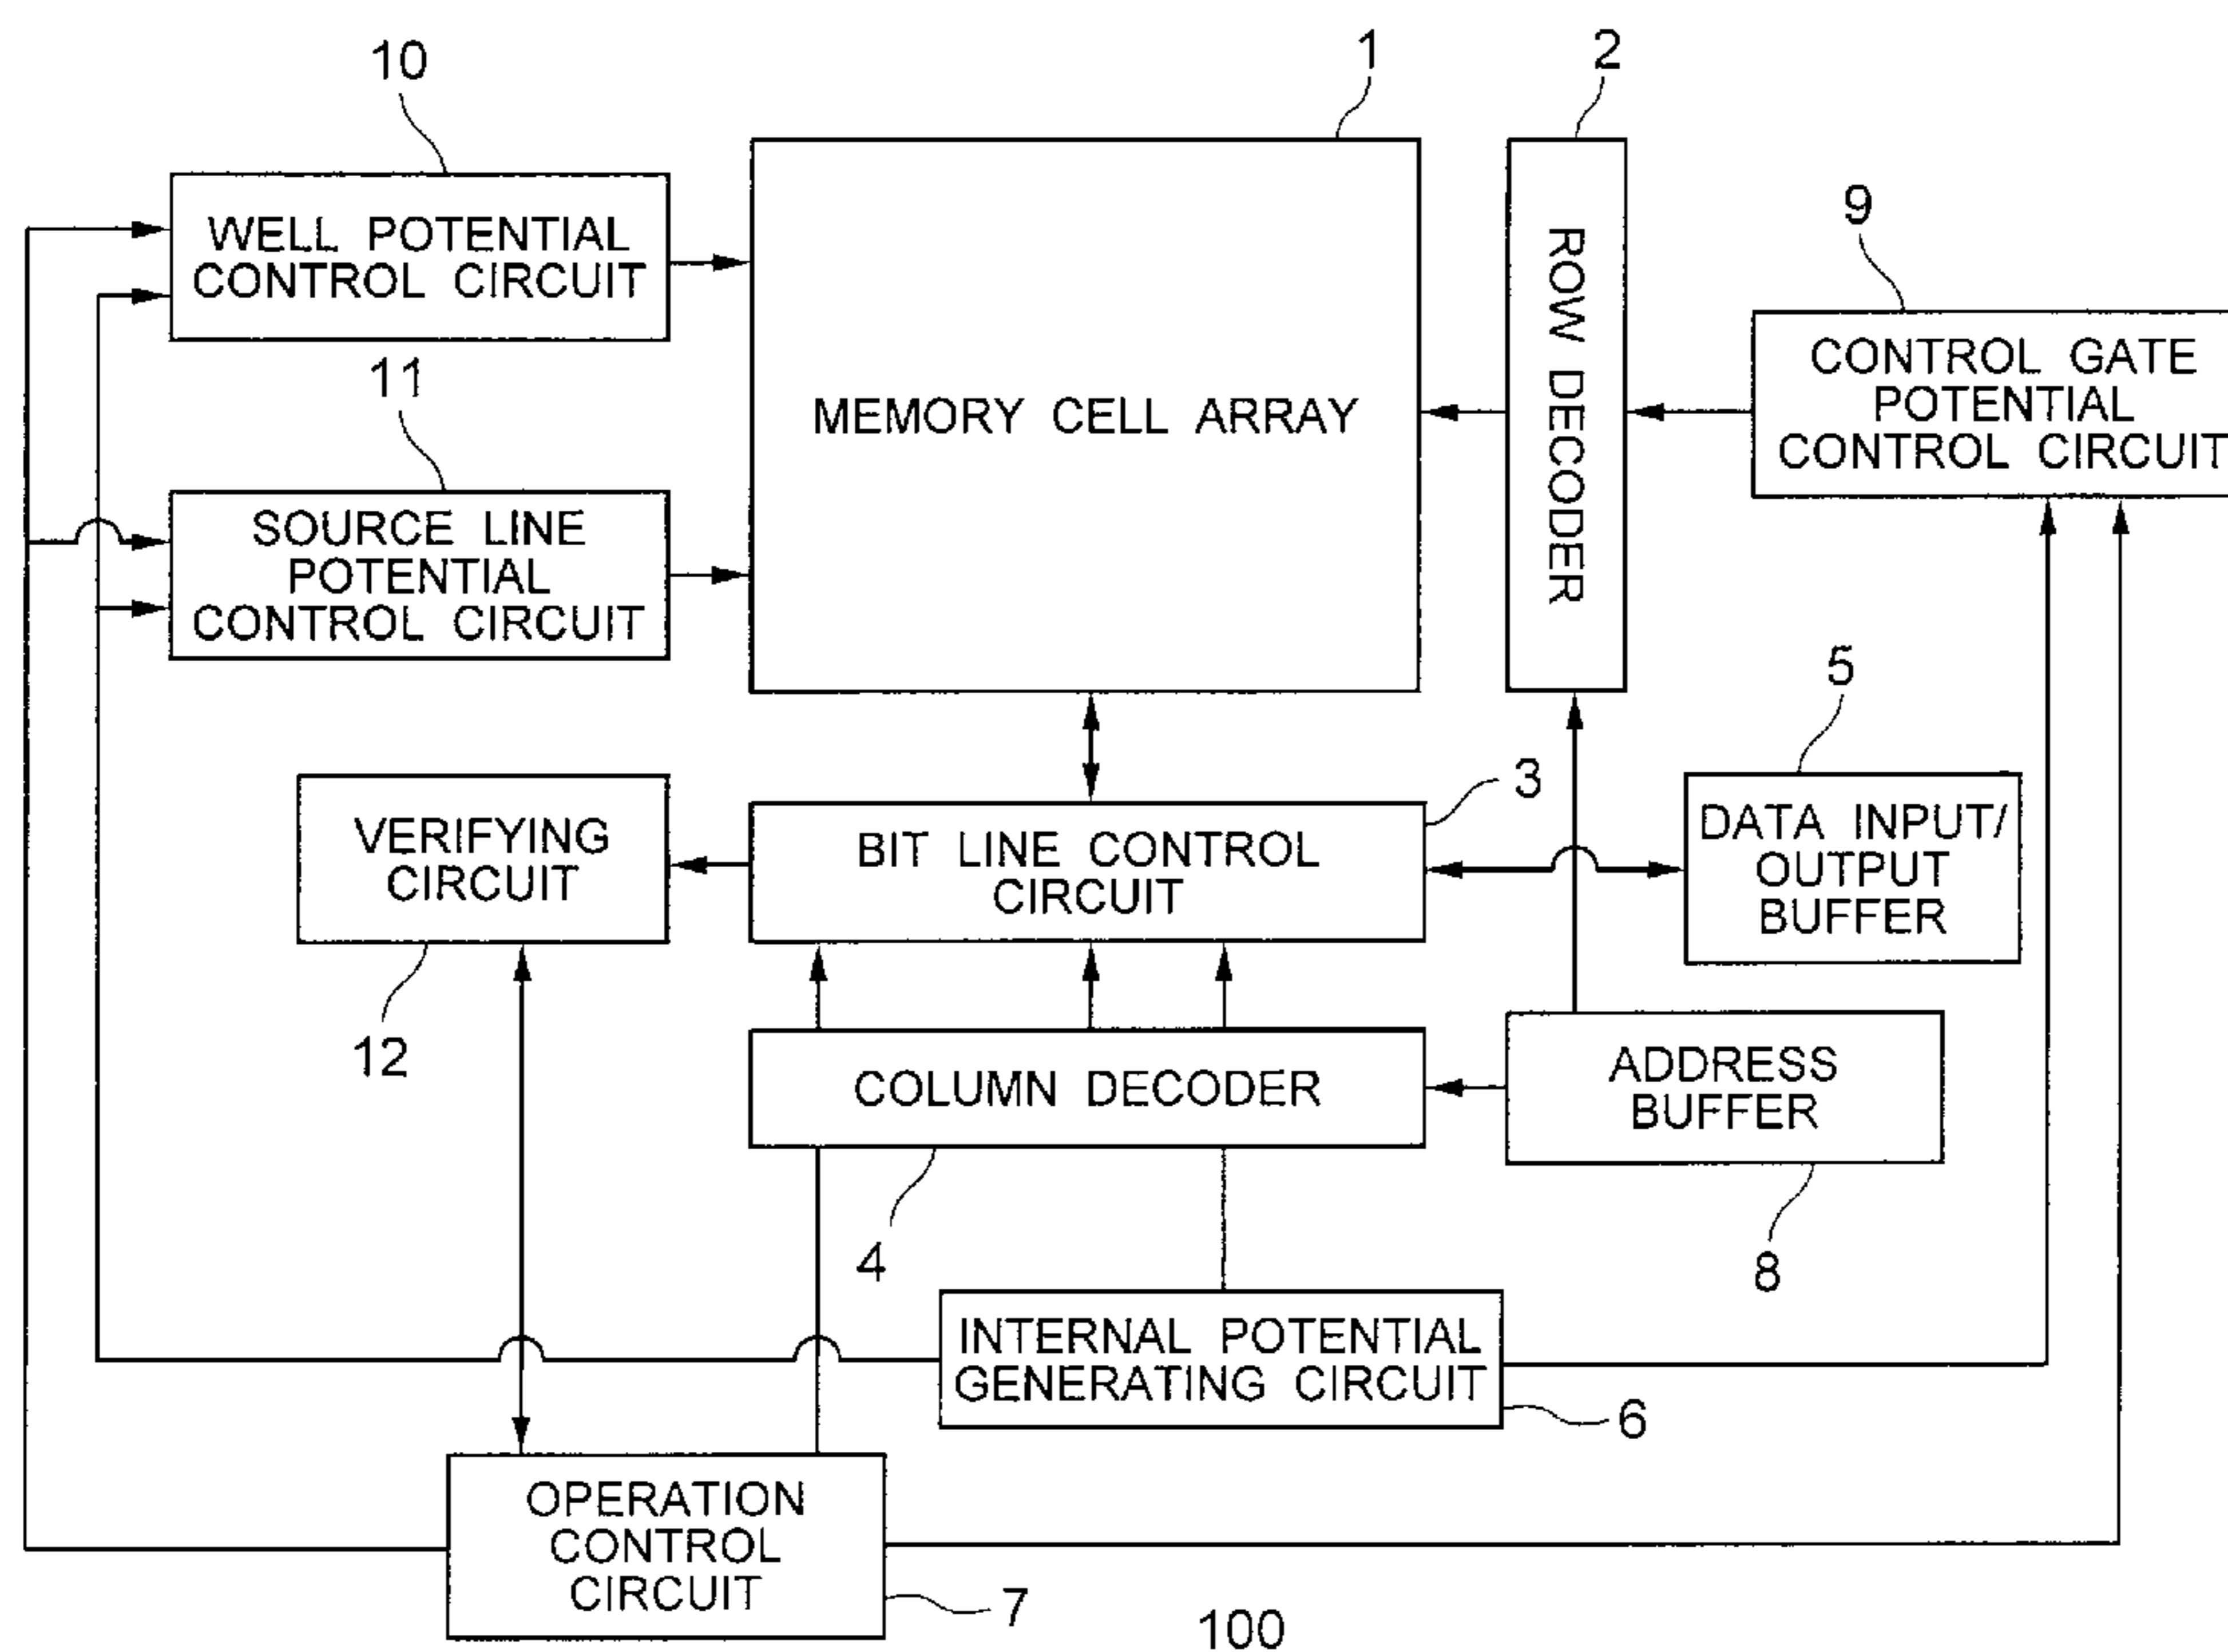 10
1
2
WELL POTENTIAL
CONTROL CIRCUIT
9
ROW DECODER
CONTROL GATE
POTENTIAL
CONTROL CIRCUIT
11
MEMORY CELL ARRAY
SOURCE LINE
POTENTIAL
CONTROL CIRCUIT
5
3
VERIFYING
CIRCUIT
BIT LINE CONTROL
CIRCUIT
DATA INPUT/
OUTPUT
BUFFER
12
COLUMN DECODER
ADDRESS
BUFFER
4
8
INTERNAL POTENTIAL
GENERATING CIRCUIT
6
OPERATION
CONTROL
CIRCUIT
7
100